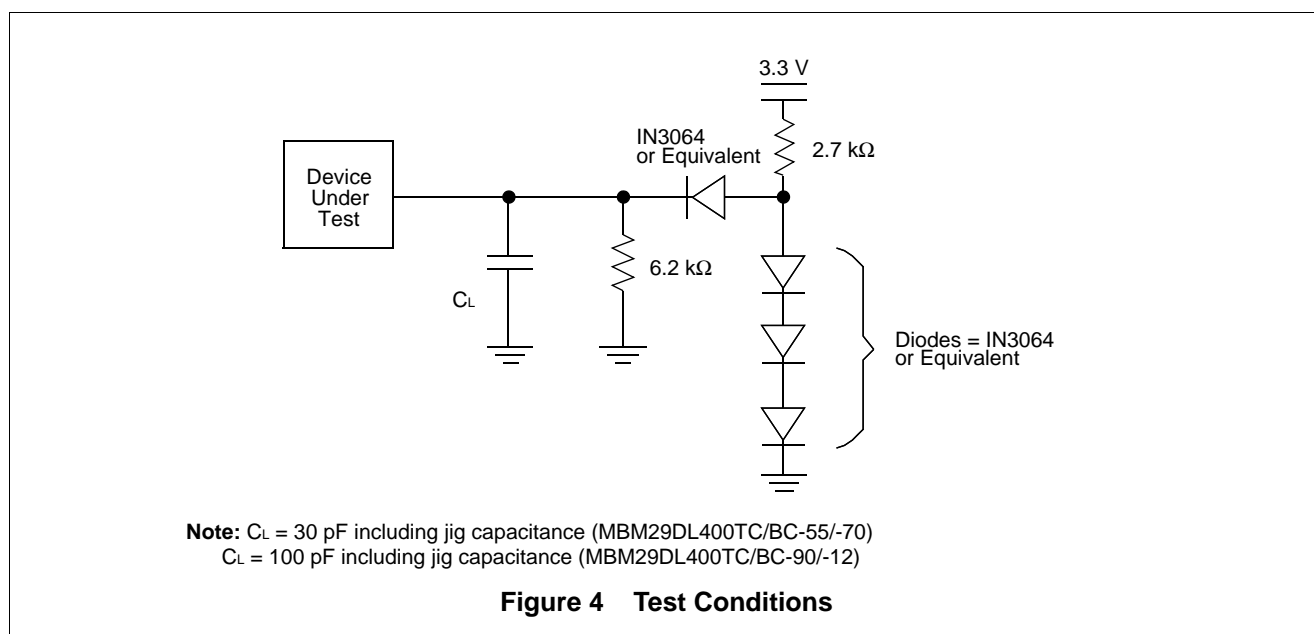 3.3 V
IN3064
or Equivalent
2.7 kΩ
Device
Under
Test
6.2 kΩ
CL
Diodes = IN3064
or Equivalent
Note: CL = 30 pF including jig capacitance (MBM29DL400TC/BC-55/-70)
CL = 100 pF including jig capacitance (MBM29DL400TC/BC-90/-12)
Figure 4 Test Conditions